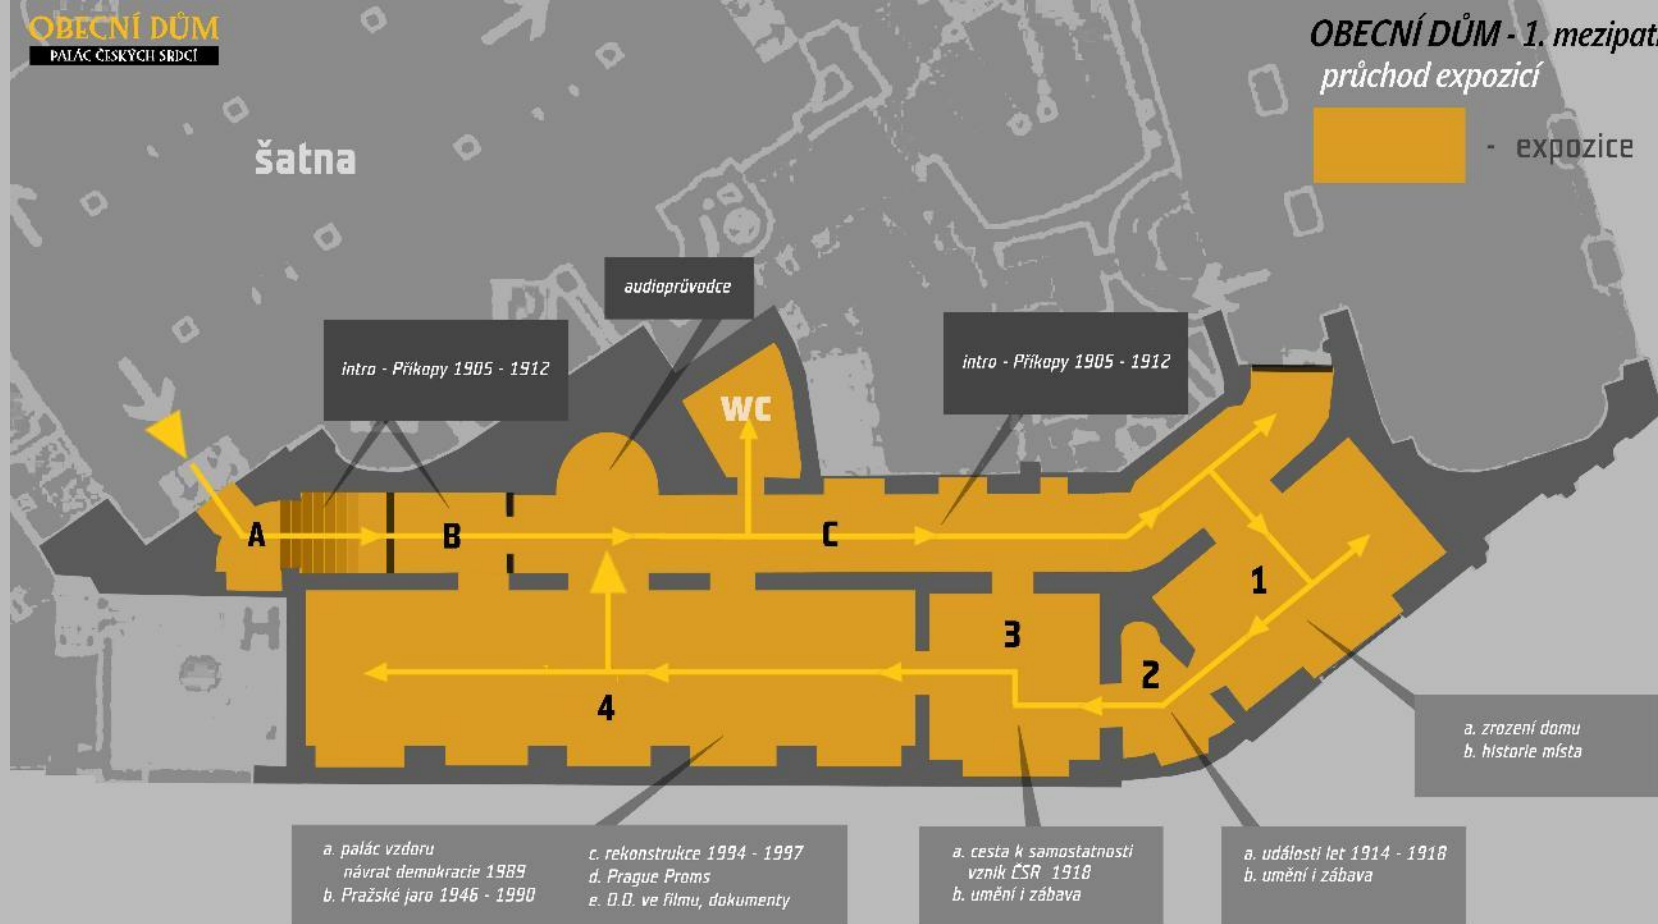 OBECNÍ DŮM
PALÁC ČESKÝCH SRDCÍ
OBECNÍ DŮM - 1. mezipat
průchod expozicí
- expozice
šatna
audioprůvodce
intro - Příkopy 1905 - 1912
intro - Příkopy 1905 - 1912
WC
A
B
C
1
2
3
4
a. zrození domu
b. historie místa
a. palác vzdoru
návrat demokracie 1989
b. Pražské jaro 1946 - 1990
c. rekonstrukce 1994 - 1997
d. Prague Proms
e. O.D. ve filmu, dokumenty
a. cesta k samostatnosti
vznik ČSR 1918
b. umění i zábava
a. události let 1914 - 1918
b. umění i zábava